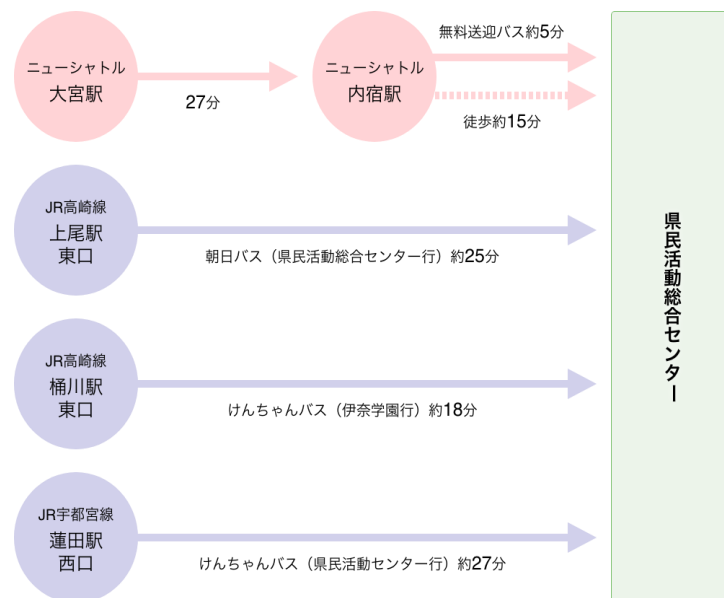 ニューシャトル
大宮駅
27分
ニューシャトル
内宿駅
無料送迎バス約5分
徒歩約15分
JR高崎線
上尾駅
東口
朝日バス（県民活動総合センター行）約25分
JR高崎線
桶川駅
東口
けんちゃんバス（伊奈学園行）約18分
JR宇都宮線
蓮田駅
西口
けんちゃんバス（県民活動センター行）約27分
県民活動総合センター